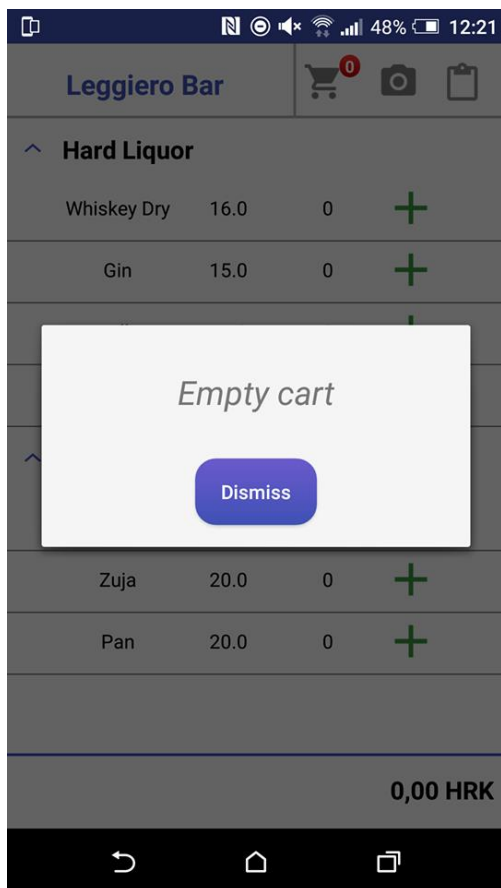 48% 12:21
Leggiero Bar 0
Hard Liquor
Whiskey Dry 16.0 0
Gin 15.0 0
Empty cart
Dismiss
Zuja 20.0 0
Pan 20.0 0
0,00 HRK